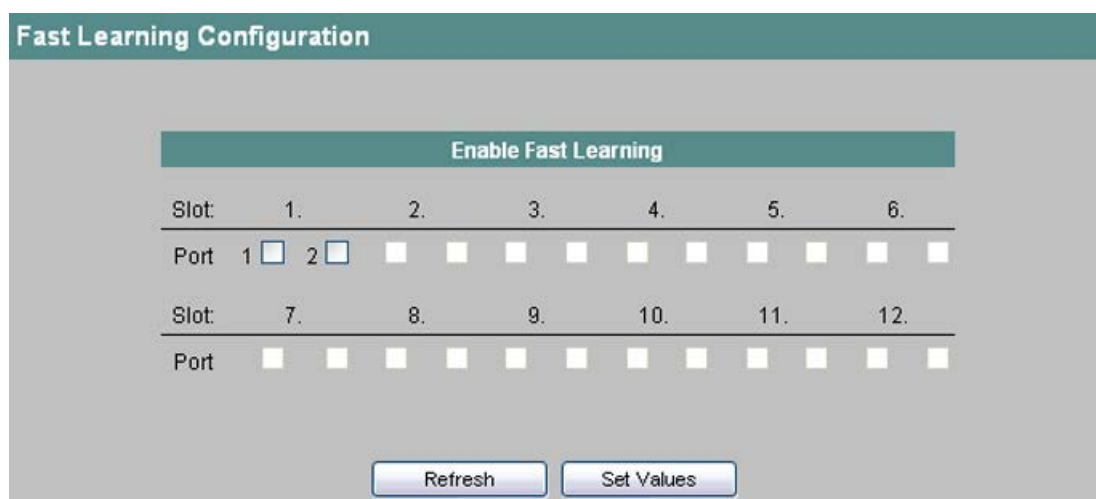 Fast Learning Configuration
Enable Fast Learning
Slot: 1. 2. 3. 4. 5. 6.
Port 1 2
Slot: 7. 8. 9. 10. 11. 12.
Port
Refresh Set Values